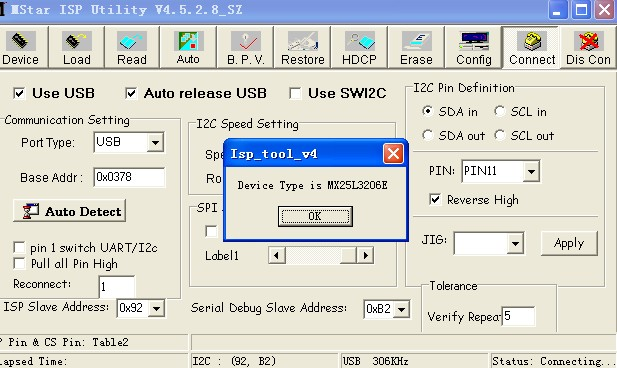 MStar ISP Utility V4.5.2.8_SZ
Device Load Read Auto B. P. V. Restore HDCP Erase Config Connect Dis Con
Use USB Auto release USB Use SWI2C
Communication Setting
Port Type: USB
Base Addr : 0x0378
Auto Detect
pin 1 switch UART/I2c
Pull all Pin High
Reconnect: 1
ISP Slave Address: 0x92
I2C Speed Setting
Spe
Ro
SPI
Label1
Serial Debug Slave Address: 0xB2
Isp_tool_v4
Device Type is MX25L3206E
OK
I2C Pin Definition
SDA in SCL in
SDA out SCL out
PIN: PIN11
Reverse High
JIG: Apply
Tolerance
Verify Repeat 5
P Pin & CS Pin: Table2
lapsed Time: I2C : (92, B2) USB 306KHz Status: Connecting...